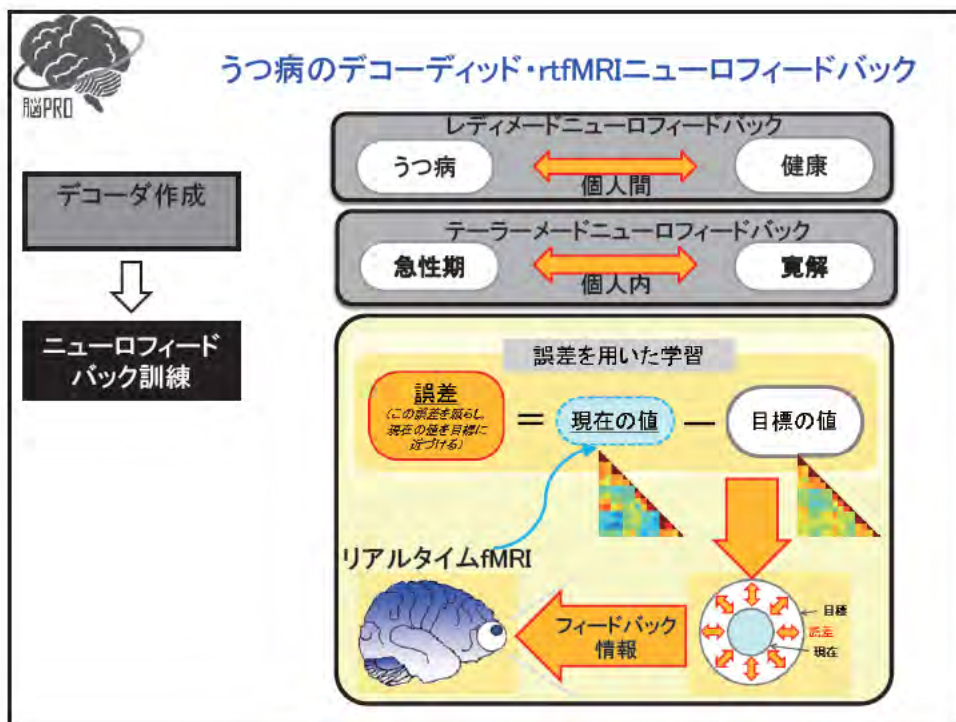 脳PRO
うつ病のデコーディッド・rtfMRIニューロフィードバック
デコーダ作成
ニューロフィード
バック訓練
レディメードニューロフィードバック
うつ病
健康
個人間
テーラーメードニューロフィードバック
急性期
寛解
個人内
誤差を用いた学習
誤差
(この誤差を減らし、
現在の値を目標に
近づける)
=
現在の値
―
目標の値
リアルタイムfMRI
フィードバック
情報
目標
誤差
現在